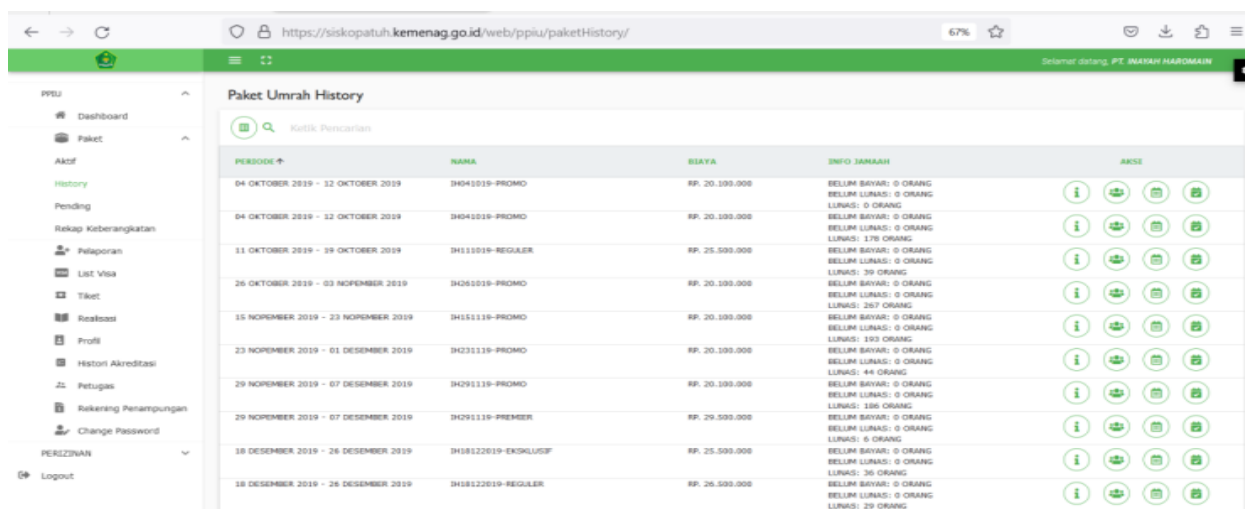 https://siskopatuh.kemenag.go.id/web/ppiu/paketHistory/
67%
Selamat datang, PT. INAYAH HAROMAIN
PPIU
Dashboard
Paket
Aktif
History
Pending
Rekap Keberangkatan
Pelaporan
List Visa
Tiket
Realisasi
Profil
Histori Akreditasi
Petugas
Rekening Penampungan
Change Password
PERIZINAN
Logout
Paket Umrah History
Ketik Pencarian
PERIODE NAMA BIAYA INFO JAMAAH AKSI
04 OKTOBER 2019 - 12 OKTOBER 2019 IH041019-PROMO RP. 20.100.000 BELUM BAYAR: 0 ORANG
BELUM LUNAS: 0 ORANG
LUNAS: 0 ORANG
04 OKTOBER 2019 - 12 OKTOBER 2019 IH041019-PROMO RP. 20.100.000 BELUM BAYAR: 0 ORANG
BELUM LUNAS: 0 ORANG
LUNAS: 178 ORANG
11 OKTOBER 2019 - 19 OKTOBER 2019 IH111019-REGULER RP. 25.500.000 BELUM BAYAR: 0 ORANG
BELUM LUNAS: 0 ORANG
LUNAS: 39 ORANG
26 OKTOBER 2019 - 03 NOPEMBER 2019 IH261019-PROMO RP. 20.100.000 BELUM BAYAR: 0 ORANG
BELUM LUNAS: 0 ORANG
LUNAS: 267 ORANG
15 NOPEMBER 2019 - 23 NOPEMBER 2019 IH151119-PROMO RP. 20.100.000 BELUM BAYAR: 0 ORANG
BELUM LUNAS: 0 ORANG
LUNAS: 193 ORANG
23 NOPEMBER 2019 - 01 DESEMBER 2019 IH231119-PROMO RP. 20.100.000 BELUM BAYAR: 0 ORANG
BELUM LUNAS: 0 ORANG
LUNAS: 44 ORANG
29 NOPEMBER 2019 - 07 DESEMBER 2019 IH291119-PROMO RP. 20.100.000 BELUM BAYAR: 0 ORANG
BELUM LUNAS: 0 ORANG
LUNAS: 186 ORANG
29 NOPEMBER 2019 - 07 DESEMBER 2019 IH291119-PREMIER RP. 29.500.000 BELUM BAYAR: 0 ORANG
BELUM LUNAS: 0 ORANG
LUNAS: 6 ORANG
18 DESEMBER 2019 - 26 DESEMBER 2019 IH18122019-EKSKLUSIF RP. 25.500.000 BELUM BAYAR: 0 ORANG
BELUM LUNAS: 0 ORANG
LUNAS: 36 ORANG
18 DESEMBER 2019 - 26 DESEMBER 2019 IH18122019-REGULER RP. 26.500.000 BELUM BAYAR: 0 ORANG
BELUM LUNAS: 0 ORANG
LUNAS: 29 ORANG